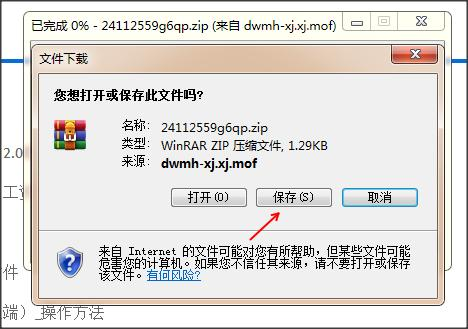 已完成 0% - 24112559g6qp.zip (来自 dwmh-xj.xj.mof)
文件下载
您想打开或保存此文件吗?
名称: 24112559g6qp.zip
类型: WinRAR ZIP 压缩文件, 1.29KB
来源: dwmh-xj.xj.mof
打开(O) 保存(S) 取消
来自 Internet 的文件可能对您有所帮助，但某些文件可能
危害您的计算机。如果您不信任其来源，请不要打开或保存
该文件。有何风险?
2.0
工资
件
端）_操作方法